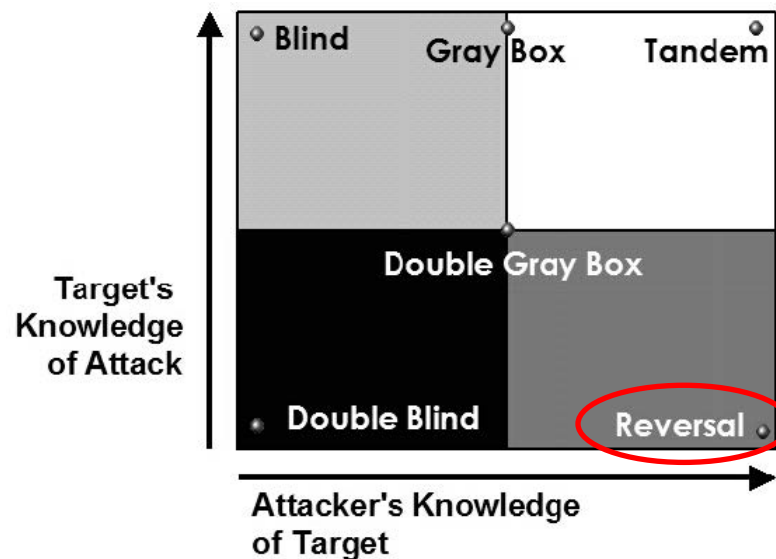 Blind
Gray Box
Tandem
Target's
Knowledge
of Attack
Double Gray Box
Double Blind
Reversal
Attacker's Knowledge
of Target